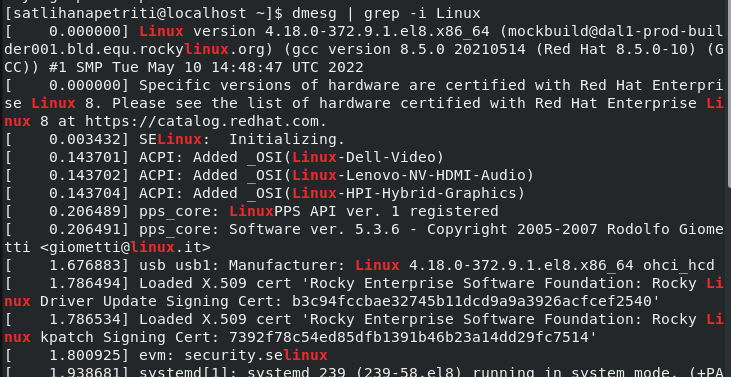 [satlihanapetriti@localhost ~]$ dmesg | grep -i Linux
[    0.000000] Linux version 4.18.0-372.9.1.el8.x86_64 (mockbuild@dal1-prod-buil
der001.bld.equ.rockylinux.org) (gcc version 8.5.0 20210514 (Red Hat 8.5.0-10) (G
CC)) #1 SMP Tue May 10 14:48:47 UTC 2022
[    0.000000] Specific versions of hardware are certified with Red Hat Enterpri
se Linux 8. Please see the list of hardware certified with Red Hat Enterprise Li
nux 8 at https://catalog.redhat.com.
[    0.003432] SELinux:  Initializing.
[    0.143701] ACPI: Added _OSI(Linux-Dell-Video)
[    0.143702] ACPI: Added _OSI(Linux-Lenovo-NV-HDMI-Audio)
[    0.143704] ACPI: Added _OSI(Linux-HPI-Hybrid-Graphics)
[    0.206489] pps_core: LinuxPPS API ver. 1 registered
[    0.206491] pps_core: Software ver. 5.3.6 - Copyright 2005-2007 Rodolfo Giome
tti <giometti@linux.it>
[    1.676883] usb usb1: Manufacturer: Linux 4.18.0-372.9.1.el8.x86_64 ohci_hcd
[    1.786494] Loaded X.509 cert 'Rocky Enterprise Software Foundation: Rocky Li
nux Driver Update Signing Cert: b3c94fccbae32745b11dcd9a9a3926acfcef2540'
[    1.786534] Loaded X.509 cert 'Rocky Enterprise Software Foundation: Rocky Li
nux kpatch Signing Cert: 7392f78c54ed85dfb1391b46b23a14dd29fc7514'
[    1.800925] evm: security.selinux
[    1.938681] systemd[1]: systemd 239 (239-58.el8) running in system mode. (+PA